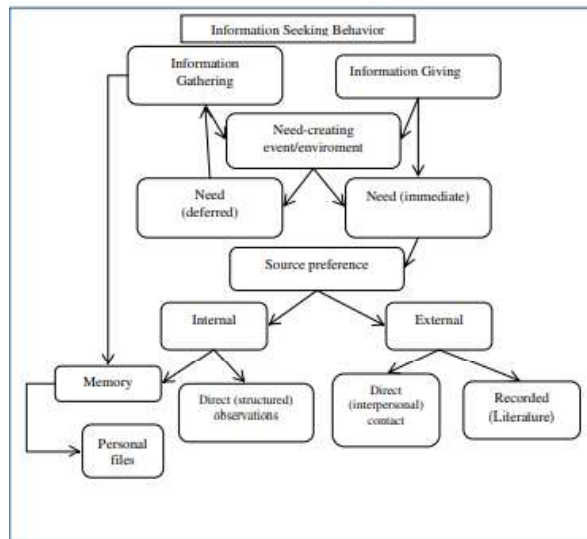 Information Seeking Behavior
Information
Gathering
Information Giving
Need-creating
event/enviroment
Need
(deferred)
Need (immediate)
Source preference
Internal
External
Memory
Direct (structured)
observations
Direct
(interpersonal)
contact
Recorded
(Literature)
Personal
files